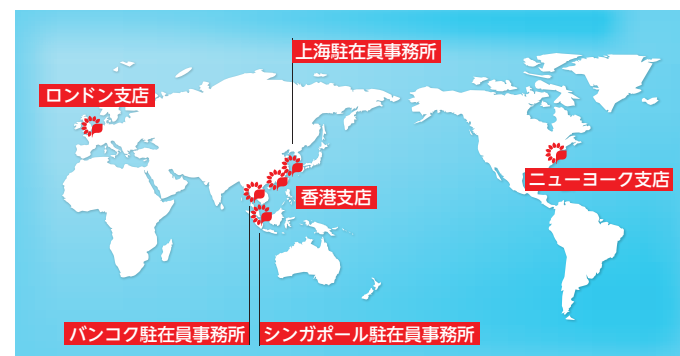 上海駐在員事務所
ロンドン支店
ニューヨーク支店
香港支店
バンコク駐在員事務所
シンガポール駐在員事務所